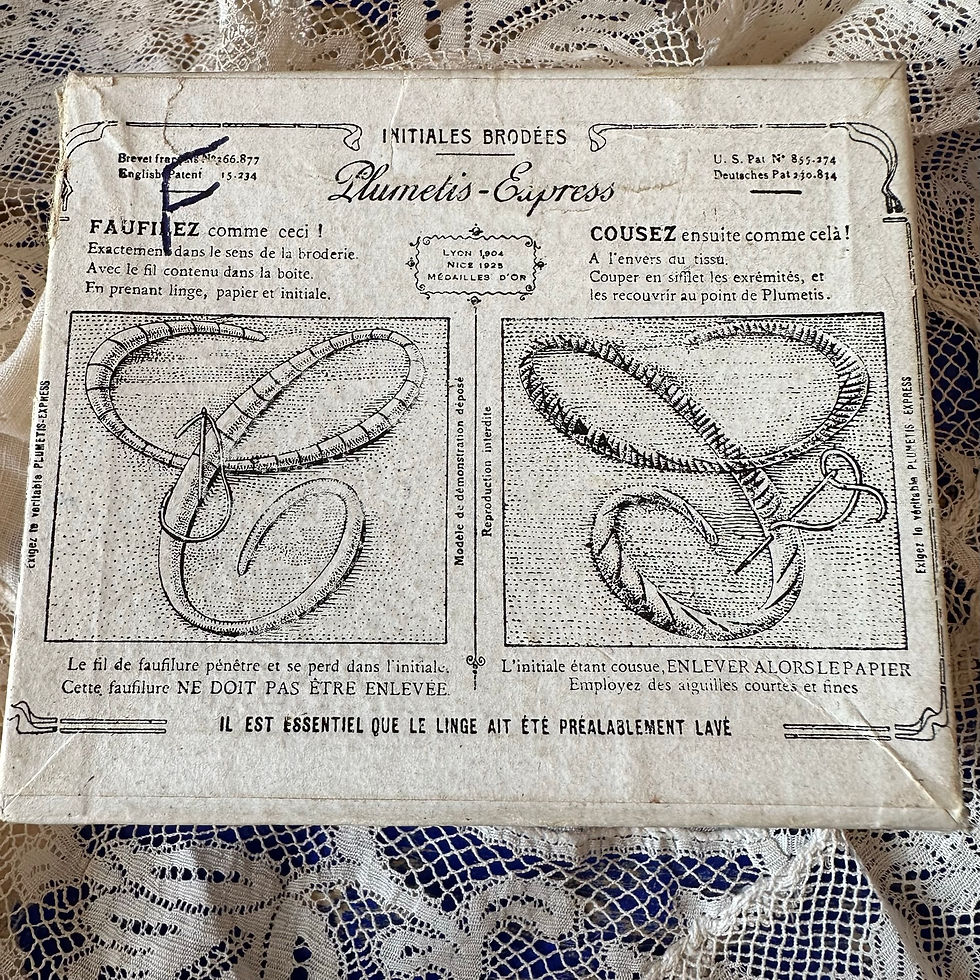 INITIALES BRODÉES
Plumetis-Express
Brevet français Nº 266.877
English Patent 15.234
F
U. S. Pat Nº 855.274
Deutsches Pat 230.834
FAUFILEZ comme ceci !
Exactement dans le sens de la broderie.
Avec le fil contenu dans la boite.
En prenant linge, papier et initiale.
LYON 1,904
NICE 1925
MÉDAILLES D'OR
COUSEZ ensuite comme celà !
A l'envers du tissu.
Couper en sifflet les exrémités, et
les recouvrir au point de Plumetis.
Exigez le véritable PLUMETIS-EXPRESS
Modèle de démonstration déposé
Reproduction interdite
Exigez le véritable PLUMETIS EXPRESS
Le fil de faufilure pénètre et se perd dans l'initiale.
Cette faufilure NE DOIT PAS ÊTRE ENLEVÉE.
L'initiale étant cousue, ENLEVER ALORS LE PAPIER
Employez des aiguilles courtes et fines
IL EST ESSENTIEL QUE LE LINGE AIT ÉTÉ PRÉALABLEMENT LAVÉ